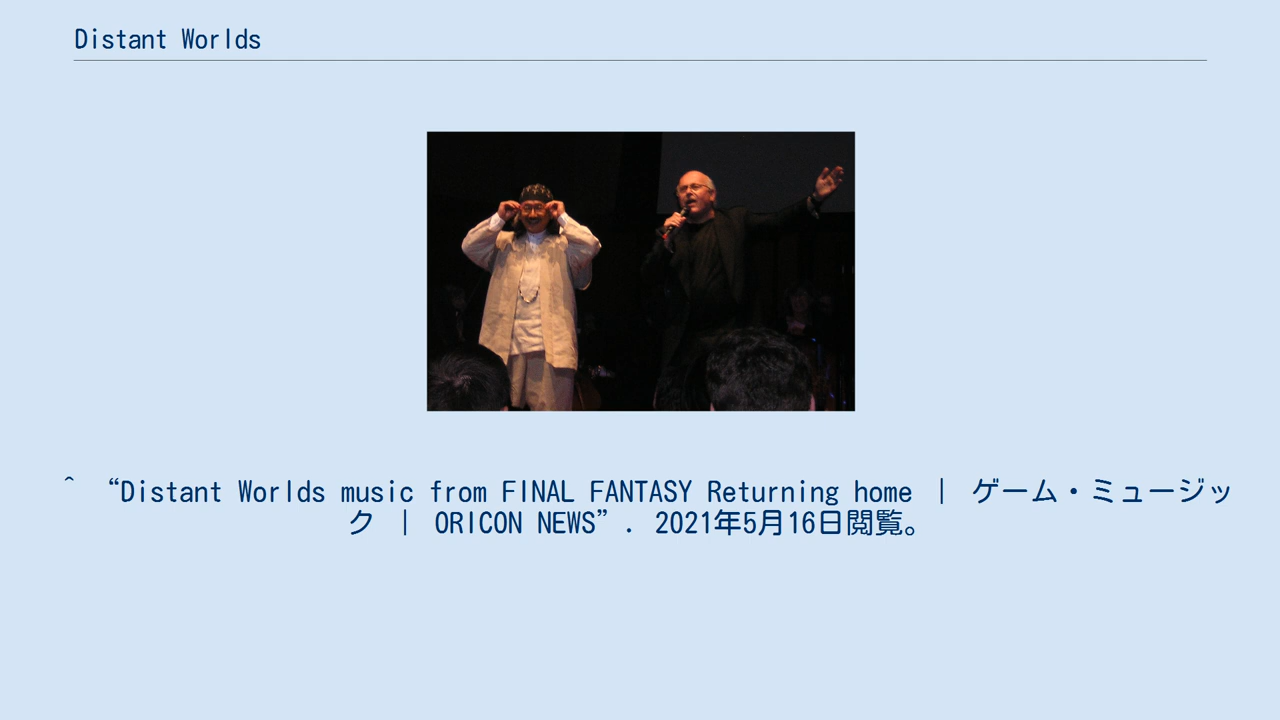 Distant Worlds
^ “Distant Worlds music from FINAL FANTASY Returning home | ゲーム・ミュージッ
ク | ORICON NEWS”. 2021年5月16日閲覧。